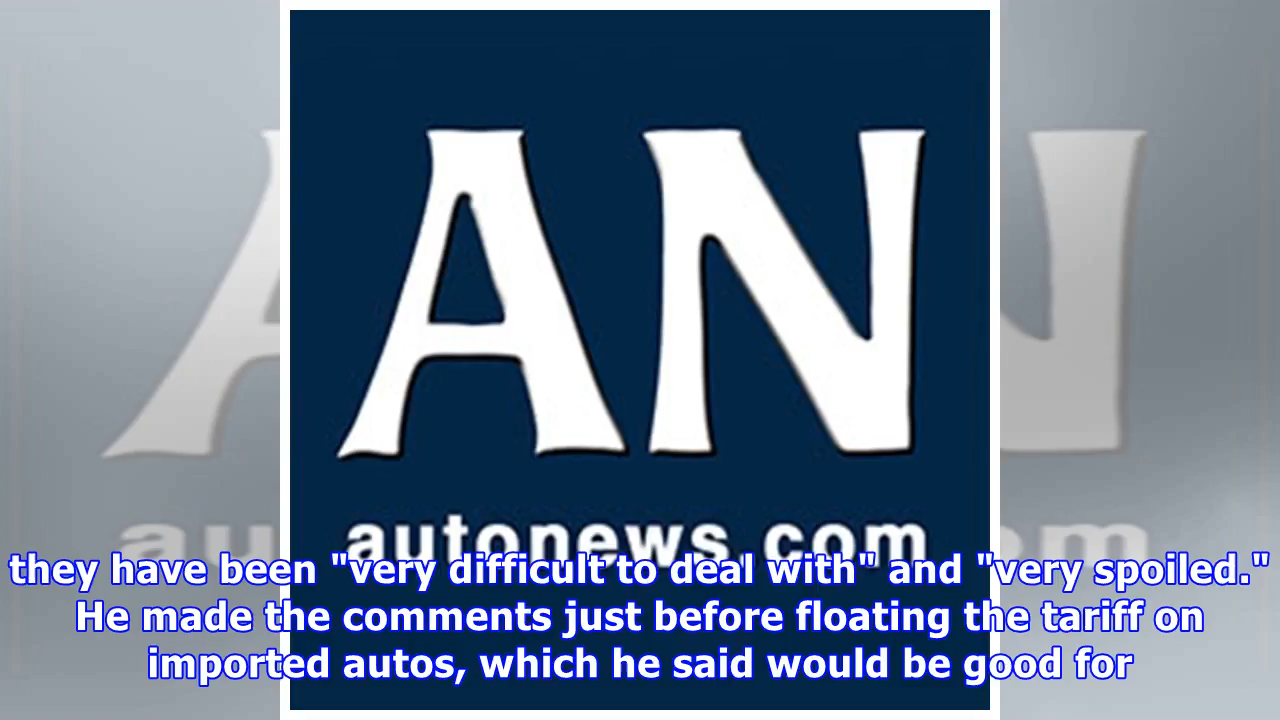 AN
autonews.com
they have been "very difficult to deal with" and "very spoiled."
He made the comments just before floating the tariff on
imported autos, which he said would be good for